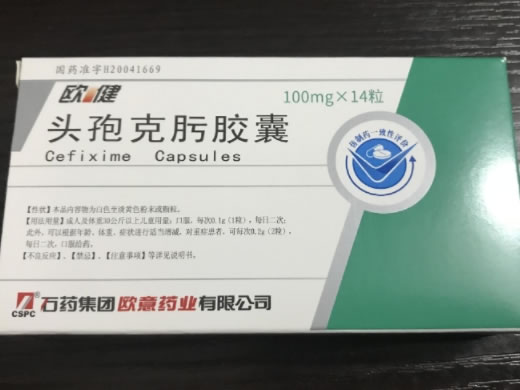 国药准字H20041669
欧健
100mg×14粒
头孢克肟胶囊
Cefixime Capsules
仿制药一致性评价
【性状】本品内容物为白色至淡黄色粉末或颗粒。
【用法用量】成人及体重30公斤以上儿童用量:口服,每次0.1g(1粒),每日二次;
此外,可以根据年龄、体重、症状进行适当增减,对重症患者,可每次0.2g(2粒),
每日二次,口服给药。
【不良反应】、【禁忌】、【注意事项】等详见说明书。
CSPC
石药集团欧意药业有限公司